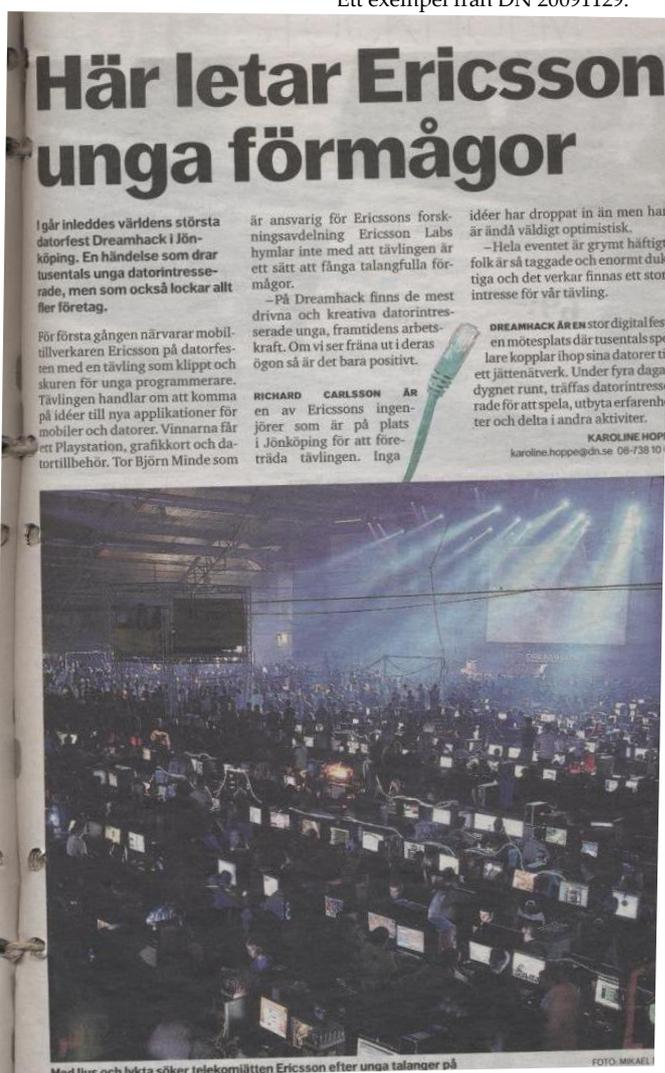 Ett exempel från DN 20091129.
Här letar Ericsson
unga förmågor
I går inleddes världens största
datorfest Dreamhack i Jön-
köping. En händelse som drar
tusentals unga datorintresse-
rade, men som också lockar allt
fler företag.
För första gången närvarar mobil-
tillverkaren Ericsson på datorfes-
ten med en tävling som klippt och
skuren för unga programmerare.
Tävlingen handlar om att komma
på idéer till nya applikationer för
mobiler och datorer. Vinnarna får
ett Playstation, grafikkort och da-
tortillbehör. Tor Björn Minde som
är ansvarig för Ericssons forsk-
ningsavdelning Ericsson Labs
hymlar inte med att tävlingen är
ett sätt att fånga talangfulla för-
mågor.
–På Dreamhack finns de mest
drivna och kreativa datorintres-
serade unga, framtidens arbets-
kraft. Om vi ser fräna ut i deras
ögon så är det bara positivt.
RICHARD CARLSSON ÄR
en av Ericssons ingen-
jörer som är på plats
i Jönköping för att före-
träda tävlingen. Inga
idéer har droppat in än men han
är ändå väldigt optimistisk.
–Hela eventet är grymt häftigt
folk är så taggade och enormt duk
tiga och det verkar finnas ett stor
intresse för vår tävling.
DREAMHACK ÄR EN stor digital fes
en mötesplats där tusentals spe
lare kopplar ihop sina datorer ti
ett jättenätverk. Under fyra daga
dygnet runt, träffas datorintress
rade för att spela, utbyta erfarenh
ter och delta i andra aktiviter.
KAROLINE HOPP
karoline.hoppe@dn.se 08-738 10
DREAMHACK
Med ljus och lykta söker telekomjätten Ericsson efter unga talanger på
FOTO: MIKAEL